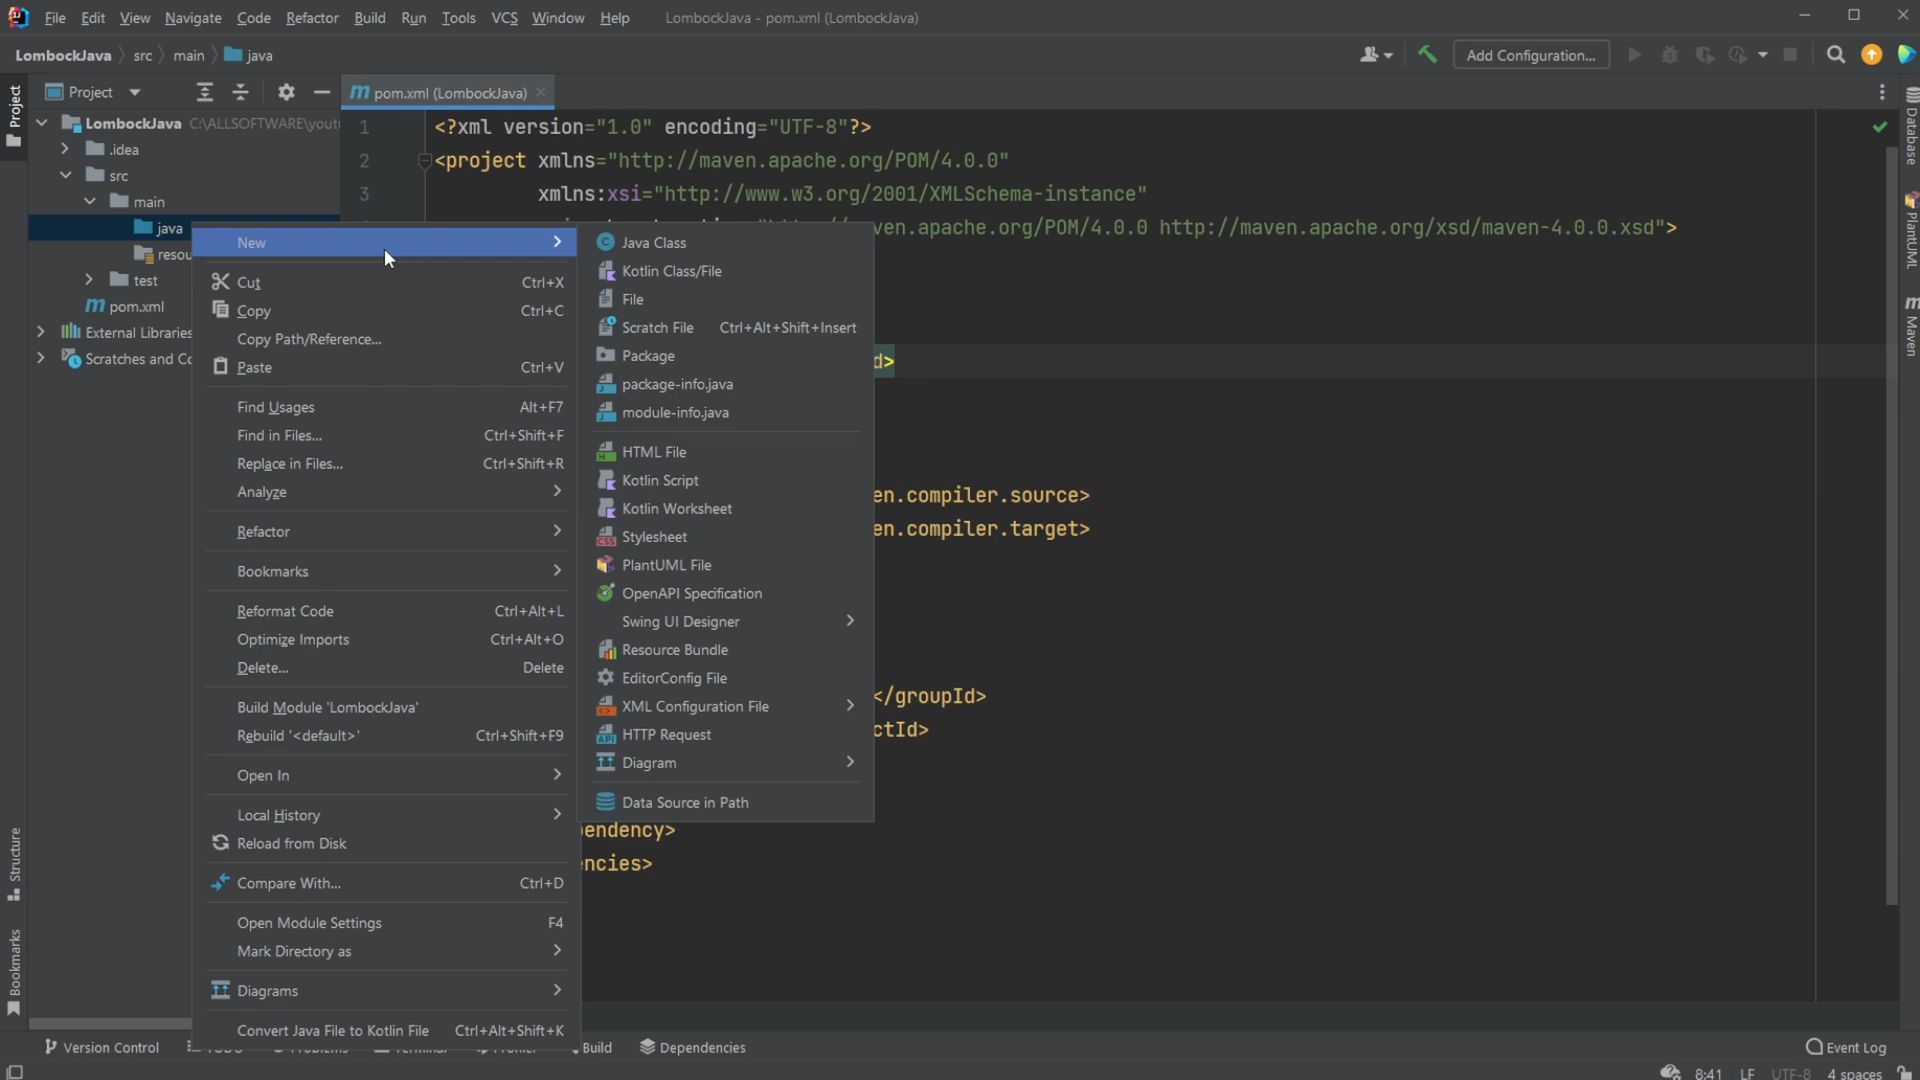 File Edit View Navigate Code Refactor Build Run Tools VCS Window Help LombockJava - pom.xml (LombockJava)
LombockJava src main java Add Configuration...
Project pom.xml (LombockJava)
Project
LombockJava C:\ALLSOFTWARE\yout
.idea
src
main
java
resou
test
pom.xml
External Libraries
Scratches and Co
1 <?xml version="1.0" encoding="UTF-8"?>
2 <project xmlns="http://maven.apache.org/POM/4.0.0"
3 xmlns:xsi="http://www.w3.org/2001/XMLSchema-instance"
ven.apache.org/POM/4.0.0 http://maven.apache.org/xsd/maven-4.0.0.xsd">
d>
en.compiler.source>
en.compiler.target>
</groupId>
ctId>
endency>
ncies>
New
Cut Ctrl+X
Copy Ctrl+C
Copy Path/Reference...
Paste Ctrl+V
Find Usages Alt+F7
Find in Files... Ctrl+Shift+F
Replace in Files... Ctrl+Shift+R
Analyze
Refactor
Bookmarks
Reformat Code Ctrl+Alt+L
Optimize Imports Ctrl+Alt+O
Delete... Delete
Build Module 'LombockJava'
Rebuild '<default>' Ctrl+Shift+F9
Open In
Local History
Reload from Disk
Compare With... Ctrl+D
Open Module Settings F4
Mark Directory as
Diagrams
Convert Java File to Kotlin File Ctrl+Alt+Shift+K
Java Class
Kotlin Class/File
File
Scratch File Ctrl+Alt+Shift+Insert
Package
package-info.java
module-info.java
HTML File
Kotlin Script
Kotlin Worksheet
Stylesheet
PlantUML File
OpenAPI Specification
Swing UI Designer
Resource Bundle
EditorConfig File
XML Configuration File
HTTP Request
Diagram
Data Source in Path
Database
PlantUML
Maven
Structure
Bookmarks
Version Control Build Dependencies Event Log
8:41 LF UTF-8 4 spaces